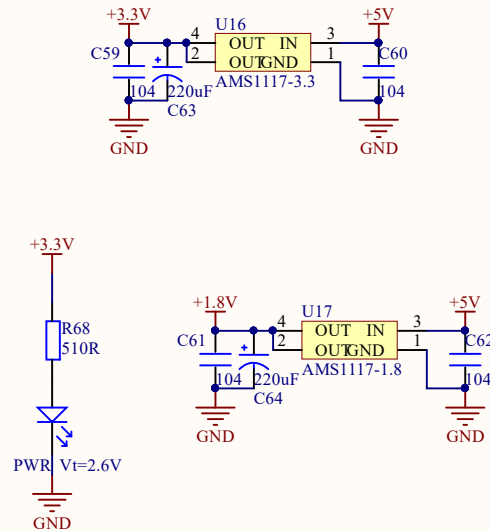 +3.3V
U16
+5V
C59
4
OUT
IN
3
C60
2
OUT
GND
1
104
220uF
AMS1117-3.3
104
C63
GND
GND
+3.3V
R68
510R
PWR
Vt=2.6V
GND
+1.8V
U17
+5V
C61
4
OUT
IN
3
C62
2
OUT
GND
1
104
220uF
AMS1117-1.8
104
C64
GND
GND